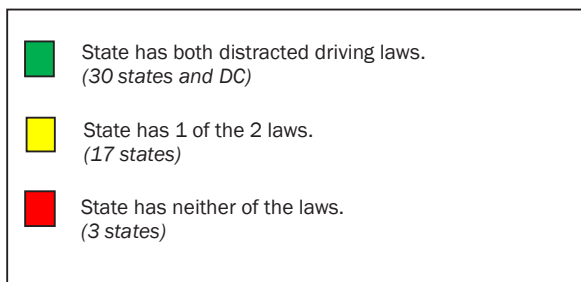 State has both distracted driving laws.
(30 states and DC)
State has 1 of the 2 laws.
(17 states)
State has neither of the laws.
(3 states)